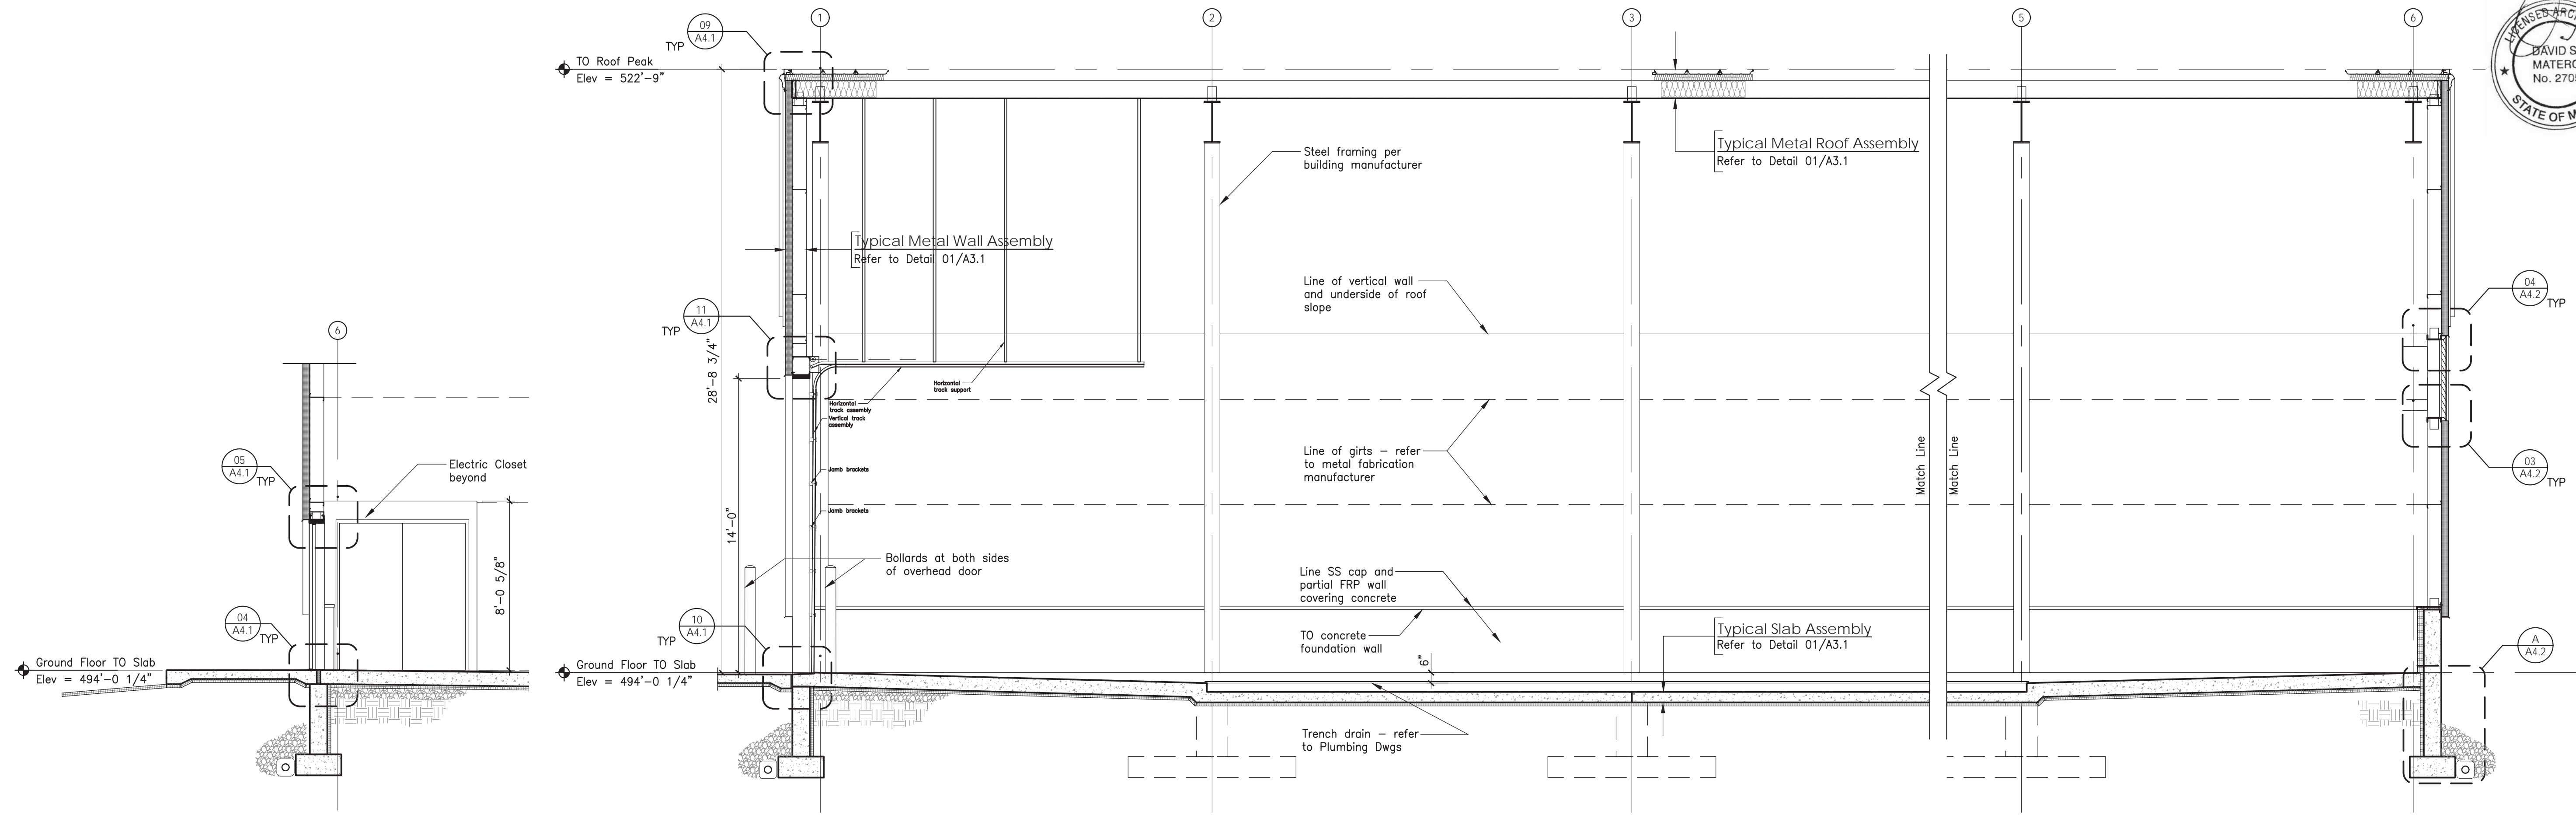 1
2
3
5
6
09
A4.1
TYP
TO Roof Peak
Elev = 522'-9"
LICENSED
DAVID
No.
STATE OF
Steel framing per
building manufacturer
Typical Metal Roof Assembly
Refer to Detail 01/A3.1
Typical Metal Wall Assembly
Refer to Detail 01/A3.1
Line of vertical wall
and underside of roof
slope
04
A4.2
TYP
11
A4.1
TYP
6
28'-8 3/4"
Horizontal
track support
Horizontal
track assembly
Vertical track
assembly
Jamb brackets
Jamb brackets
14'-0"
Line of girts – refer
to metal fabrication
manufacturer
Match Line
Match Line
03
A4.2
TYP
05
A4.1
TYP
Electric Closet
beyond
8'-0 5/8"
Bollards at both sides
of overhead door
Line SS cap and
partial FRP wall
covering concrete
04
A4.1
TYP
10
A4.1
TYP
TO concrete
foundation wall
Typical Slab Assembly
Refer to Detail 01/A3.1
A
A4.2
Ground Floor TO Slab
Elev = 494'-0 1/4"
Ground Floor TO Slab
Elev = 494'-0 1/4"
6"
Trench drain – refer
to Plumbing Dwgs